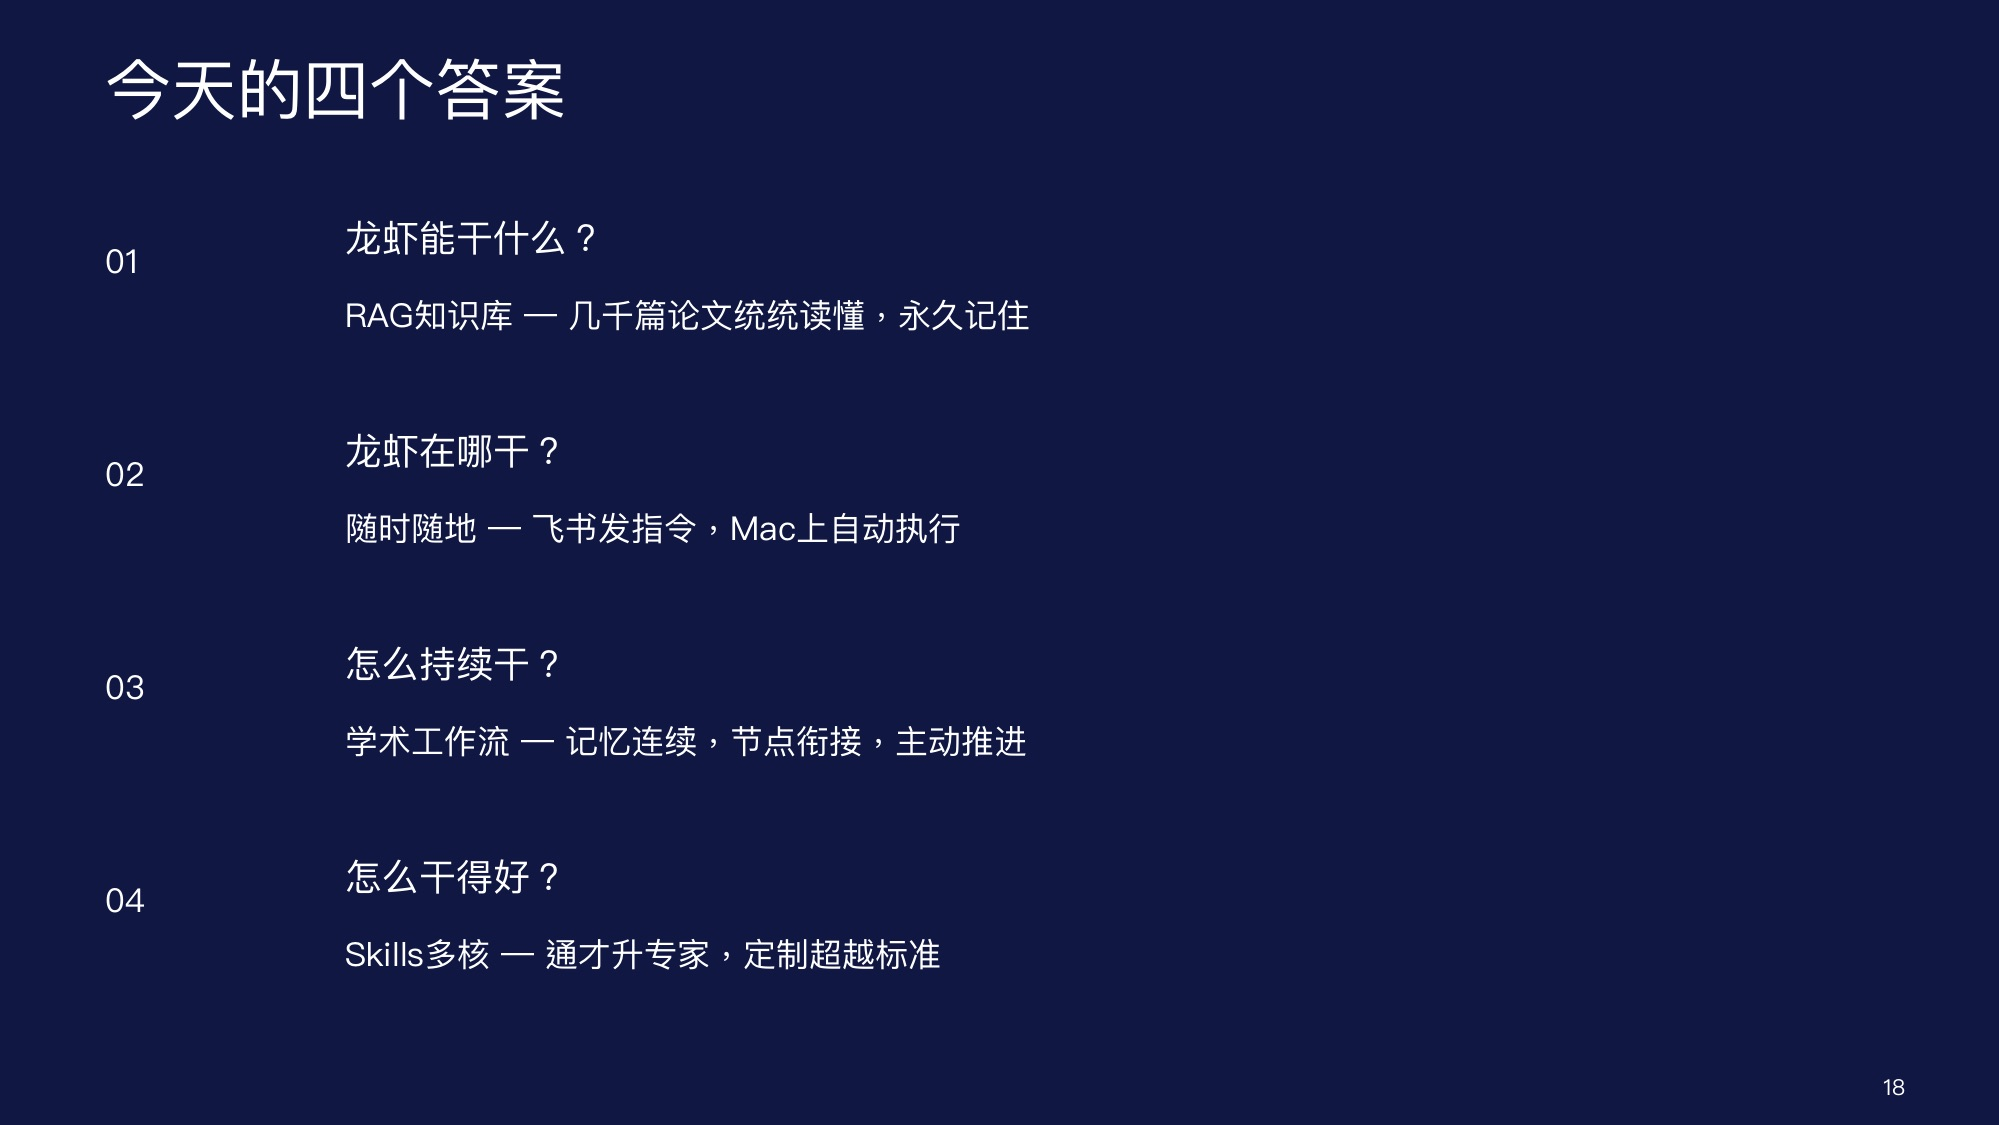 今天的四个答案
01
龙虾能干什么？
RAG知识库 — 几千篇论文统统读懂，永久记住
02
龙虾在哪干？
随时随地 — 飞书发指令，Mac上自动执行
03
怎么持续干？
学术工作流 — 记忆连续，节点衔接，主动推进
04
怎么干得好？
Skills多核 — 通才升专家，定制超越标准
18